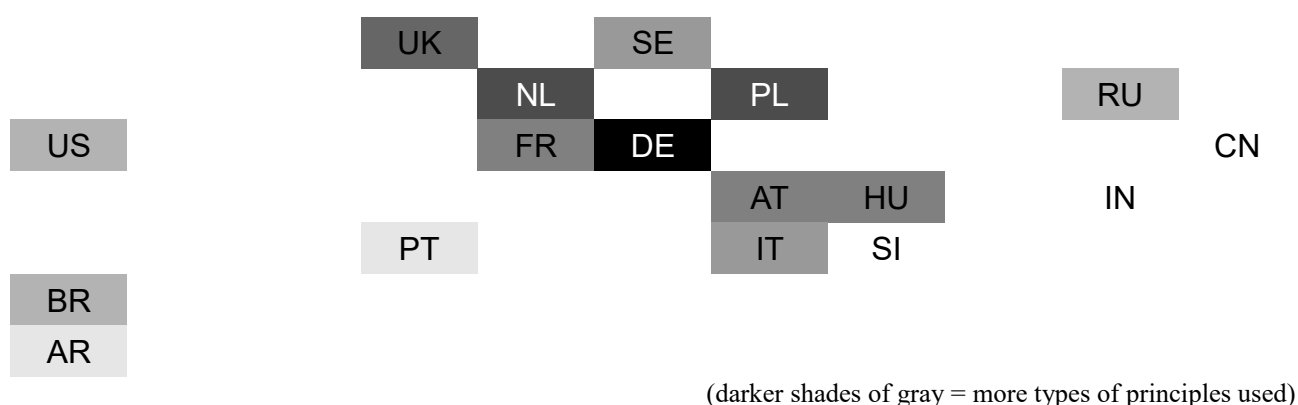 UK SE
NL PL RU
US FR DE CN
AT HU IN
PT IT SI
BR
AR
(darker shades of gray = more types of principles used)